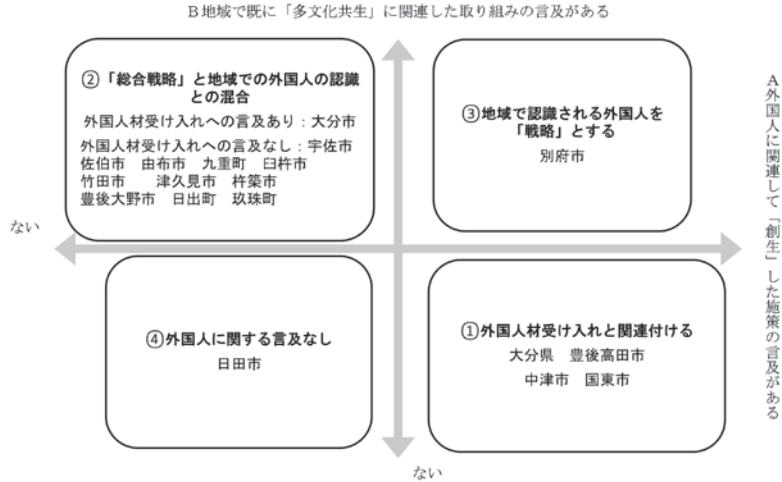 B地域で既に「多文化共生」に関連した取り組みの言及がある
②「総合戦略」と地域での外国人の認識
との混合
外国人材受け入れへの言及あり：大分市
外国人材受け入れへの言及なし：宇佐市
佐伯市　由布市　九重町　臼杵市
竹田市　津久見市　杵築市
豊後大野市　日出町　玖珠町
③地域で認識される外国人を
「戦略」とする
別府市
ない
A外国人に関連して「創生」した施策の言及がある
④外国人に関する言及なし
日田市
①外国人材受け入れと関連付ける
大分県　豊後高田市
中津市　国東市
ない